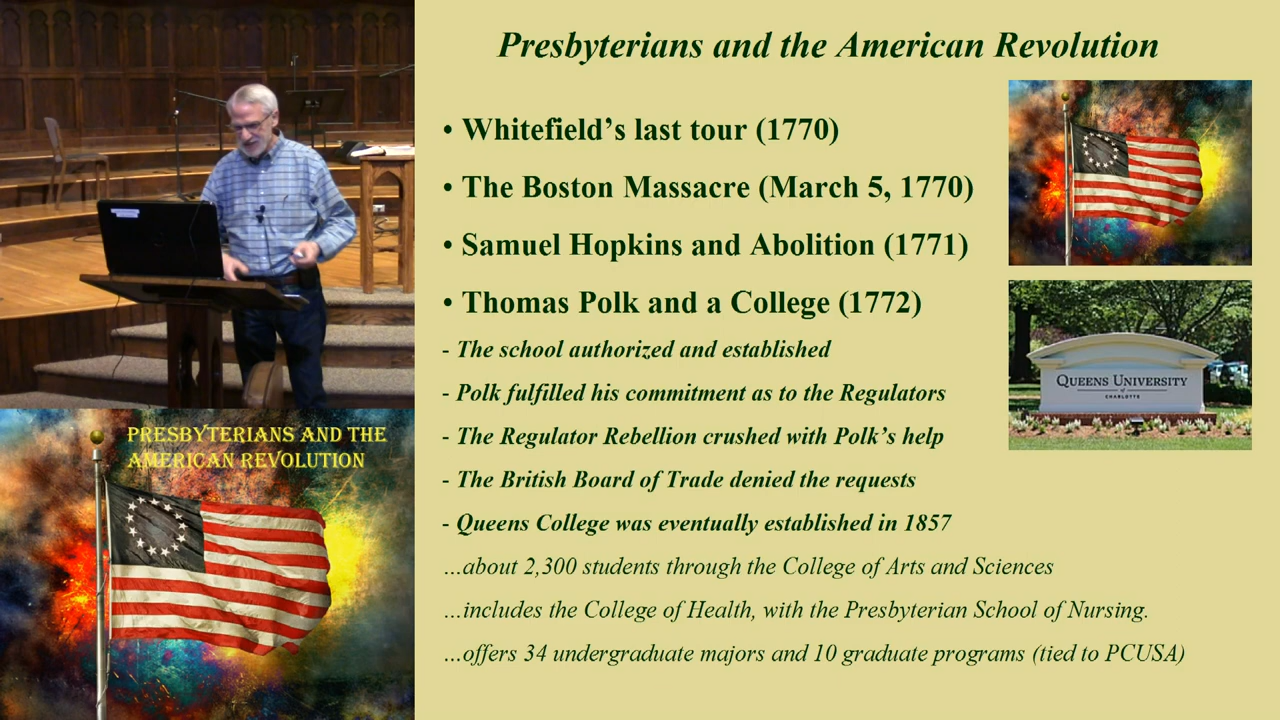 Presbyterians and the American Revolution
• Whitefield’s last tour (1770)
• The Boston Massacre (March 5, 1770)
• Samuel Hopkins and Abolition (1771)
• Thomas Polk and a College (1772)
- The school authorized and established
- Polk fulfilled his commitment as to the Regulators
- The Regulator Rebellion crushed with Polk’s help
- The British Board of Trade denied the requests
- Queens College was eventually established in 1857
...about 2,300 students through the College of Arts and Sciences
...includes the College of Health, with the Presbyterian School of Nursing.
...offers 34 undergraduate majors and 10 graduate programs (tied to PCUSA)
QUEENS UNIVERSITY
of
CHARLOTTE
PRESBYTERIANS AND THE
AMERICAN REVOLUTION